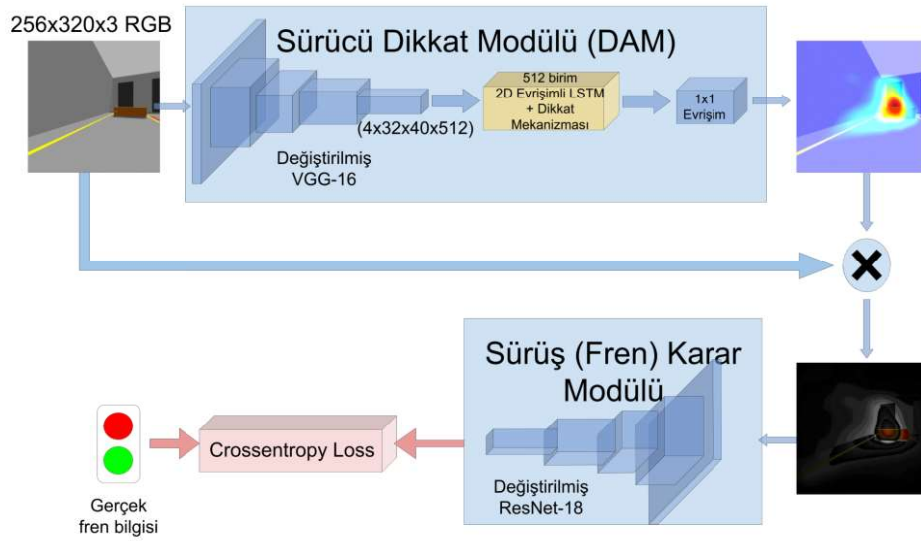 256x320x3 RGB
Sürücü Dikkat Modülü (DAM)
512 birim
2D Evrişimli LSTM
+ Dikkat
Mekanizması
1x1
Evrişim
(4x32x40x512)
Değiştirilmiş
VGG-16
Sürüş (Fren) Karar
Modülü
Crossentropy Loss
Değiştirilmiş
ResNet-18
Gerçek
fren bilgisi